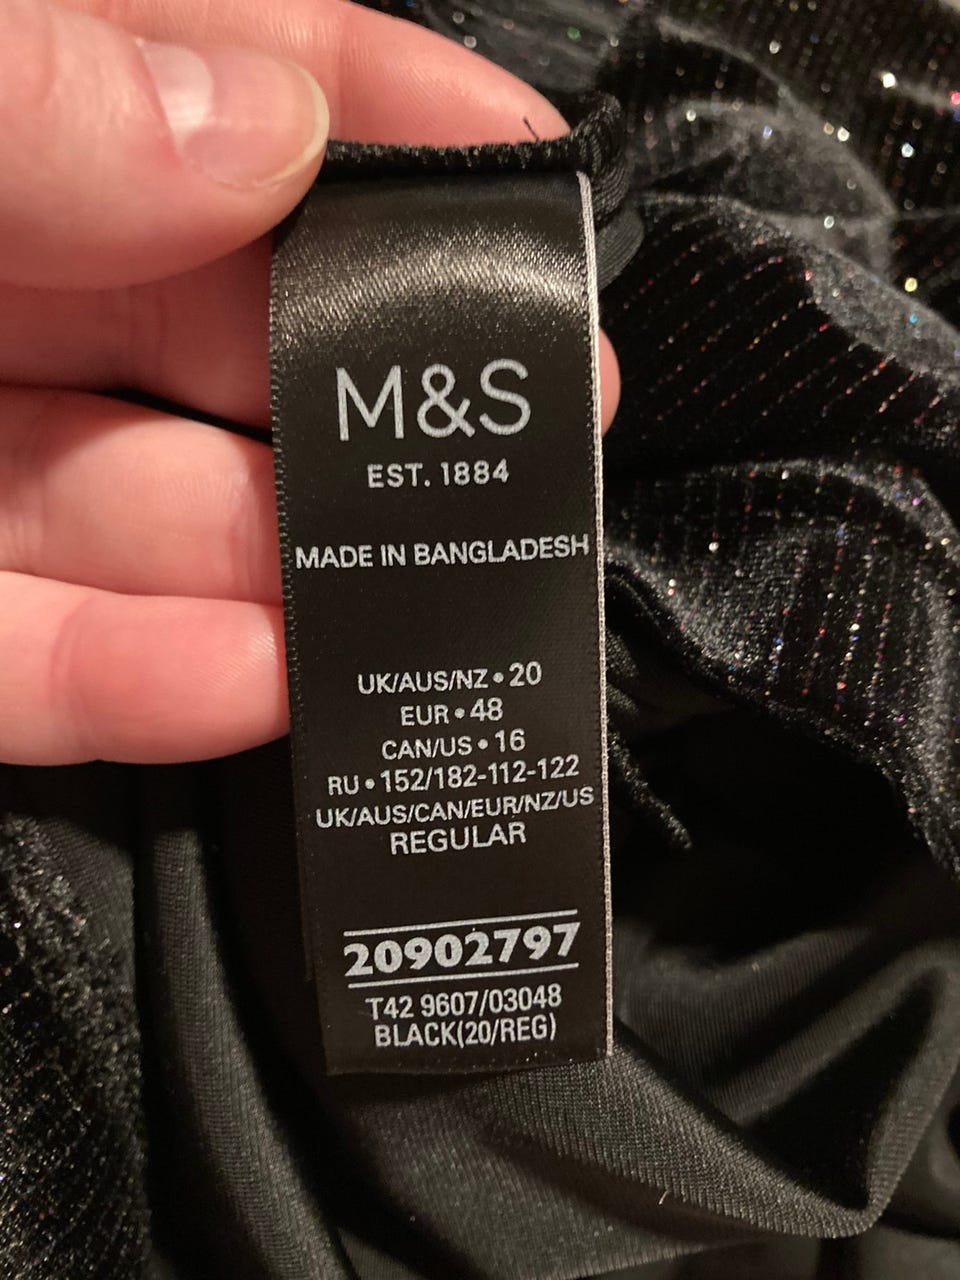 M&S
EST. 1884
MADE IN BANGLADESH
UK/AUS/NZ • 20
EUR • 48
CAN/US • 16
RU • 152/182-112-122
UK/AUS/CAN/EUR/NZ/US
REGULAR
20902797
T42 9607/03048
BLACK(20/REG)